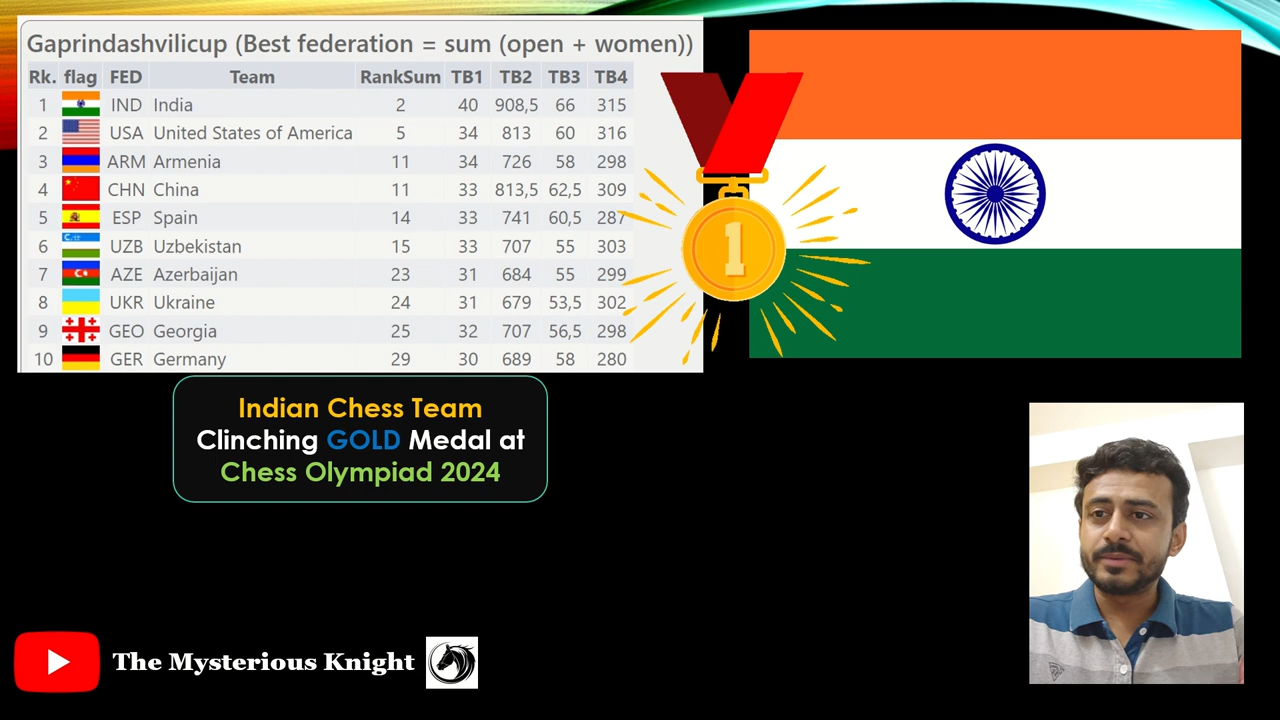 Gaprindashvilicup (Best federation = sum (open + women))
Rk. flag FED Team RankSum TB1 TB2 TB3 TB4
1 IND India 2 40 908,5 66 315
2 USA United States of America 5 34 813 60 316
3 ARM Armenia 11 34 726 58 298
4 CHN China 11 33 813,5 62,5 309
5 ESP Spain 14 33 741 60,5 287
6 UZB Uzbekistan 15 33 707 55 303
7 AZE Azerbaijan 23 31 684 55 299
8 UKR Ukraine 24 31 679 53,5 302
9 GEO Georgia 25 32 707 56,5 298
10 GER Germany 29 30 689 58 280
1
Indian Chess Team
Clinching GOLD Medal at
Chess Olympiad 2024
The Mysterious Knight